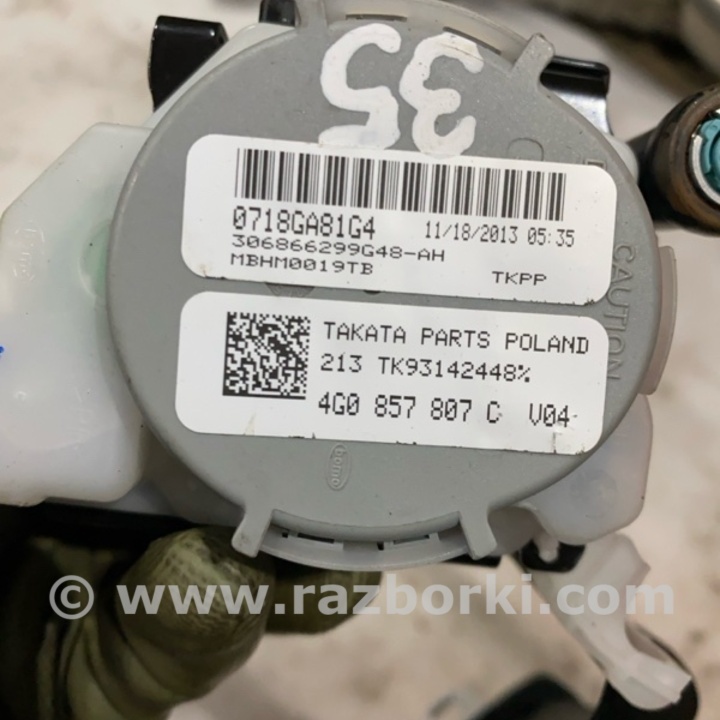 35
0718GA81G4 11/18/2013 05:35
306866299G48-AH
MBHM0019TB TKPP
TAKATA PARTS POLAND
213 TK93142448%
4G0 857 807 C V04
CAUTION
bomo
© www.razborki.com